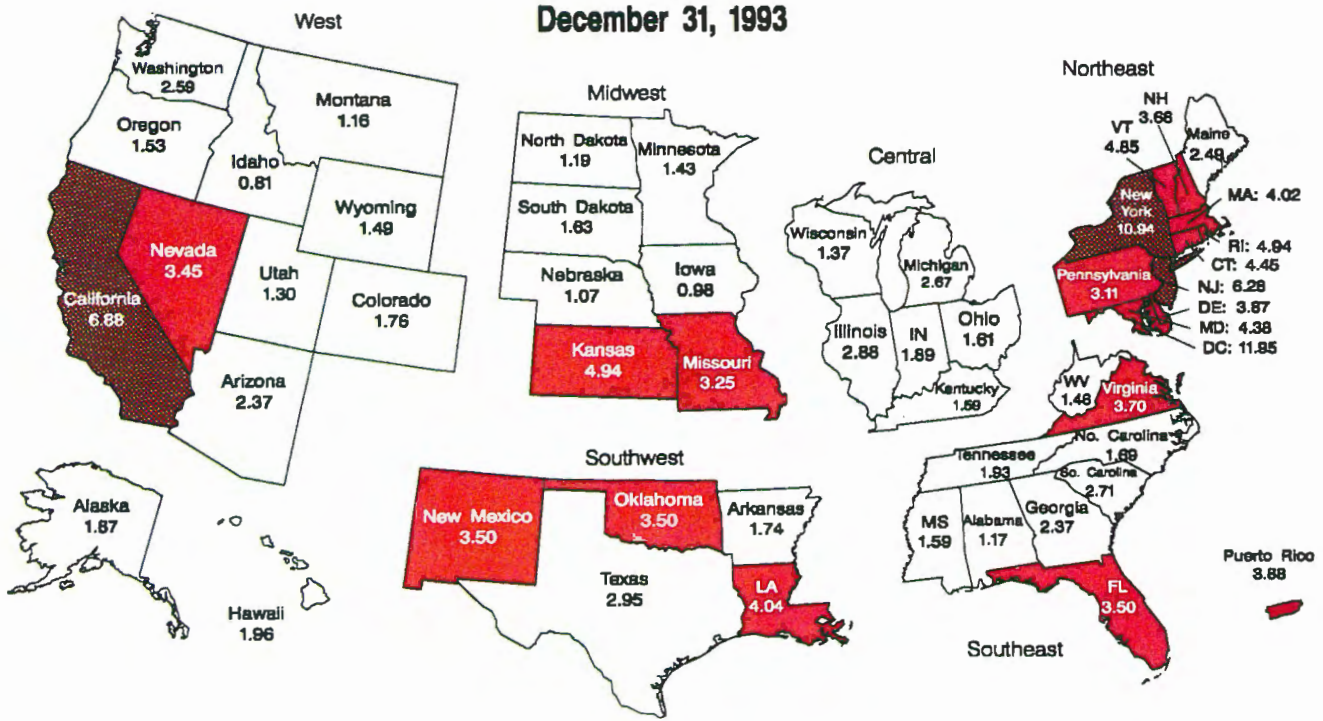 December 31, 1993
West
Washington
2.59
Oregon
1.53
Idaho
0.81
Montana
1.16
Wyoming
1.49
Nevada
3.45
California
6.88
Utah
1.30
Colorado
1.76
Arizona
2.37
Alaska
1.87
Hawaii
1.96
Midwest
North Dakota
1.19
Minnesota
1.43
South Dakota
1.63
Nebraska
1.07
Iowa
0.98
Kansas
4.94
Missouri
3.25
Central
Wisconsin
1.37
Michigan
2.67
Illinois
2.88
IN
1.89
Ohio
1.61
Kentucky
1.59
Northeast
NH
3.68
VT
4.85
Maine
2.49
New
York
10.94
MA: 4.02
RI: 4.94
CT: 4.45
Pennsylvania
3.11
NJ: 6.28
DE: 3.87
MD: 4.38
DC: 11.95
Southwest
New Mexico
3.50
Oklahoma
3.50
Arkansas
1.74
Texas
2.95
LA
4.04
WV
1.48
Virginia
3.70
No. Carolina
1.69
Tennessee
1.93
So. Carolina
2.71
MS
1.59
Alabama
1.17
Georgia
2.37
FL
3.50
Southeast
Puerto Rico
3.88